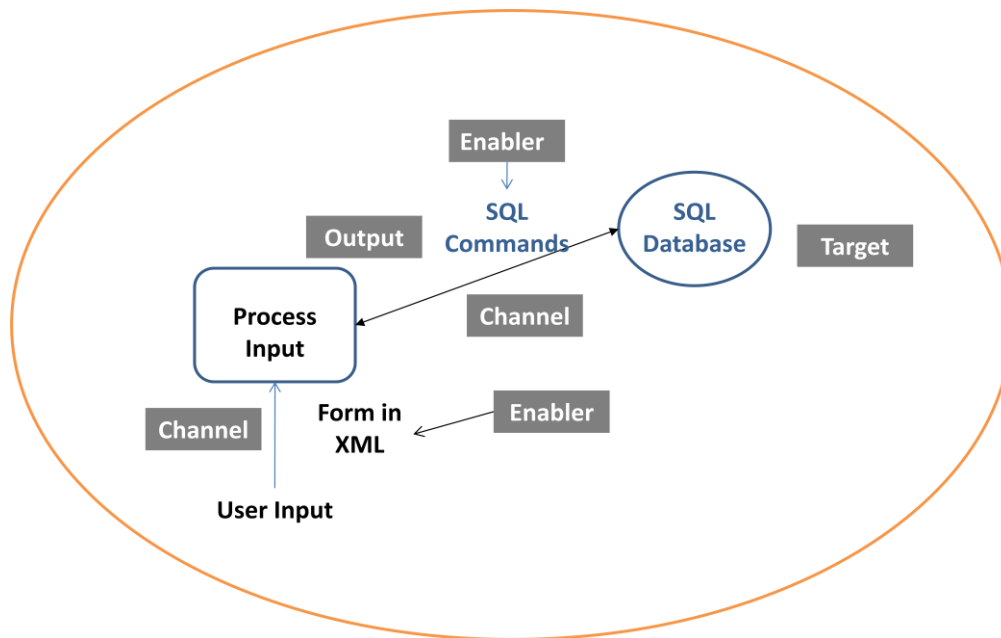 Enabler
SQL
Commands
SQL
Database
Output
Target
Process
Input
Channel
Form in
XML
Enabler
Channel
User Input